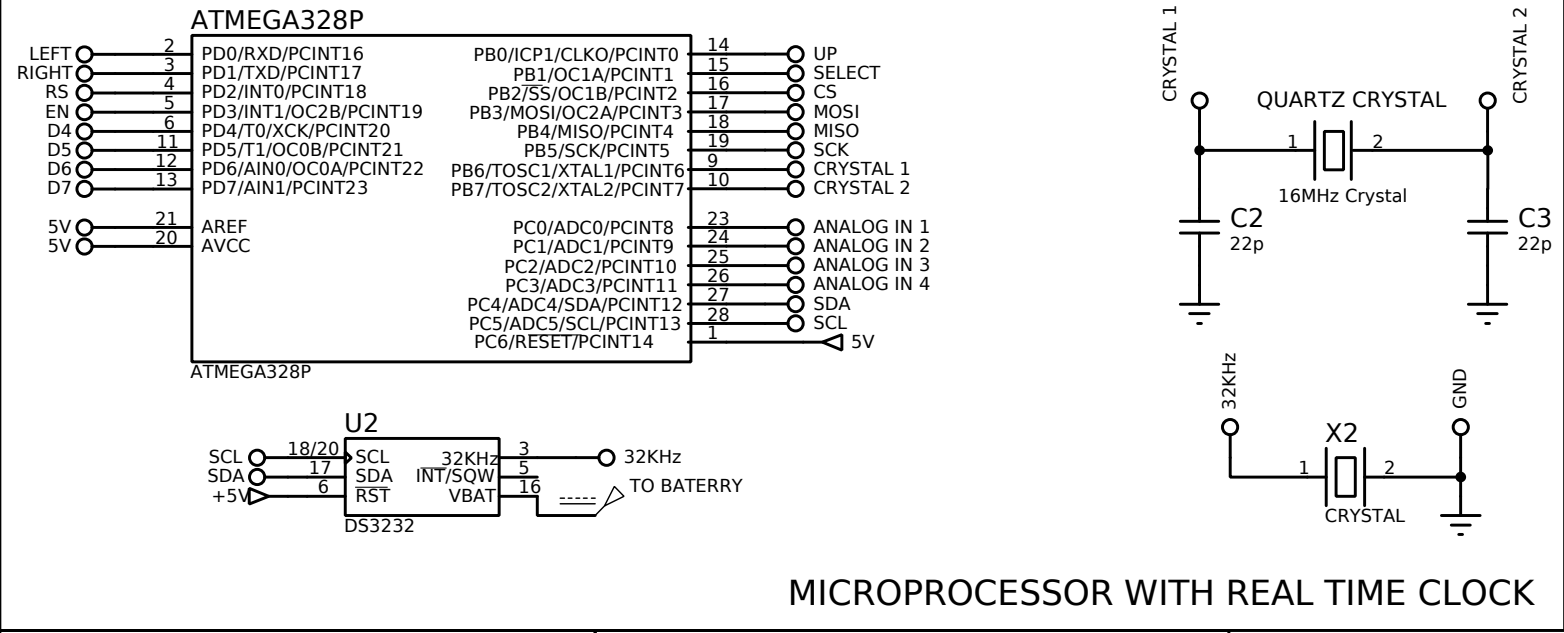 ATMEGA328P
LEFT 2 PD0/RXD/PCINT16 PB0/ICP1/CLKO/PCINT0 14 UP
RIGHT 3 PD1/TXD/PCINT17 PB1/OC1A/PCINT1 15 SELECT
RS 4 PD2/INT0/PCINT18 PB2/SS/OC1B/PCINT2 16 CS
EN 5 PD3/INT1/OC2B/PCINT19 PB3/MOSI/OC2A/PCINT3 17 MOSI
D4 6 PD4/T0/XCK/PCINT20 PB4/MISO/PCINT4 18 MISO
D5 11 PD5/T1/OC0B/PCINT21 PB5/SCK/PCINT5 19 SCK
D6 12 PD6/AIN0/OC0A/PCINT22 PB6/TOSC1/XTAL1/PCINT6 9 CRYSTAL 1
D7 13 PD7/AIN1/PCINT23 PB7/TOSC2/XTAL2/PCINT7 10 CRYSTAL 2
5V 21 AREF PC0/ADC0/PCINT8 23 ANALOG IN 1
5V 20 AVCC PC1/ADC1/PCINT9 24 ANALOG IN 2
PC2/ADC2/PCINT10 25 ANALOG IN 3
PC3/ADC3/PCINT11 26 ANALOG IN 4
PC4/ADC4/SDA/PCINT12 27 SDA
PC5/ADC5/SCL/PCINT13 28 SCL
PC6/RESET/PCINT14 1 5V
ATMEGA328P
CRYSTAL 1
CRYSTAL 2
QUARTZ CRYSTAL
1 2
16MHz Crystal
C2
22p
C3
22p
U2
SCL 18/20 SCL 32KHz 3 32KHz
SDA 17 SDA INT/SQW 5
+5V 6 RST VBAT 16 TO BATERRY
DS3232
32KHz
GND
X2
1 2
CRYSTAL
MICROPROCESSOR WITH REAL TIME CLOCK